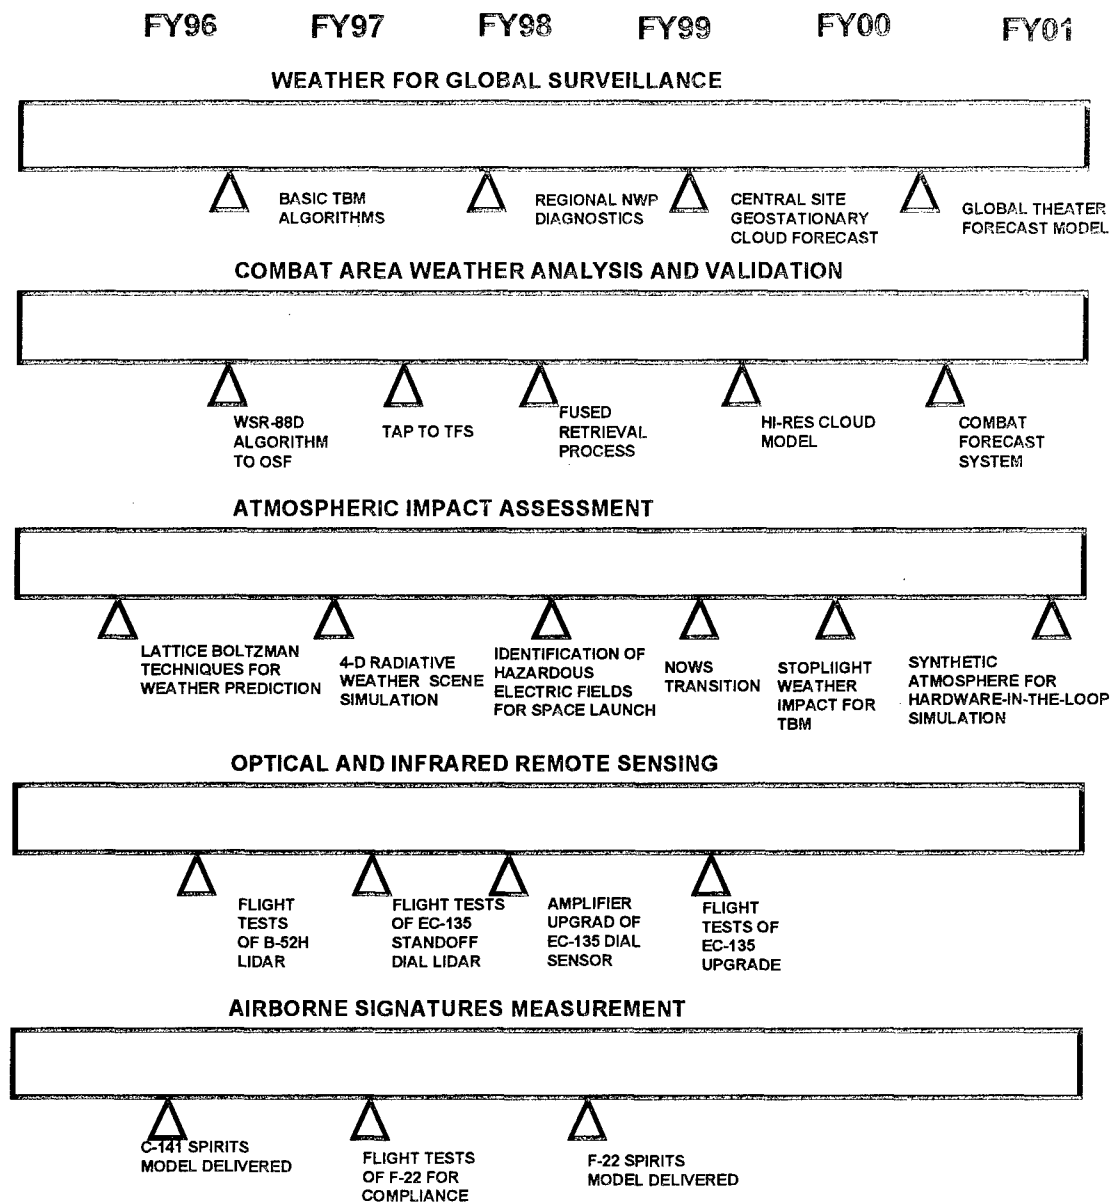 FY96 FY97 FY98 FY99 FY00 FY01
WEATHER FOR GLOBAL SURVEILLANCE
BASIC TBM
ALGORITHMS
REGIONAL NWP
DIAGNOSTICS
CENTRAL SITE
GEOSTATIONARY
CLOUD FORECAST
GLOBAL THEATER
FORECAST MODEL
COMBAT AREA WEATHER ANALYSIS AND VALIDATION
WSR-88D
ALGORITHM
TO OSF
TAP TO TFS
FUSED
RETRIEVAL
PROCESS
HI-RES CLOUD
MODEL
COMBAT
FORECAST
SYSTEM
ATMOSPHERIC IMPACT ASSESSMENT
LATTICE BOLTZMAN
TECHNIQUES FOR
WEATHER PREDICTION
4-D RADIATIVE
WEATHER SCENE
SIMULATION
IDENTIFICATION OF
HAZARDOUS
ELECTRIC FIELDS
FOR SPACE LAUNCH
NOWS
TRANSITION
STOPLIIGHT
WEATHER
IMPACT FOR
TBM
SYNTHETIC
ATMOSPHERE FOR
HARDWARE-IN-THE-LOOP
SIMULATION
OPTICAL AND INFRARED REMOTE SENSING
FLIGHT
TESTS
OF B-52H
LIDAR
FLIGHT TESTS
OF EC-135
STANDOFF
DIAL LIDAR
AMPLIFIER
UPGRAD OF
EC-135 DIAL
SENSOR
FLIGHT
TESTS OF
EC-135
UPGRADE
AIRBORNE SIGNATURES MEASUREMENT
C-141 SPIRITS
MODEL DELIVERED
FLIGHT TESTS
OF F-22 FOR
COMPLIANCE
F-22 SPIRITS
MODEL DELIVERED